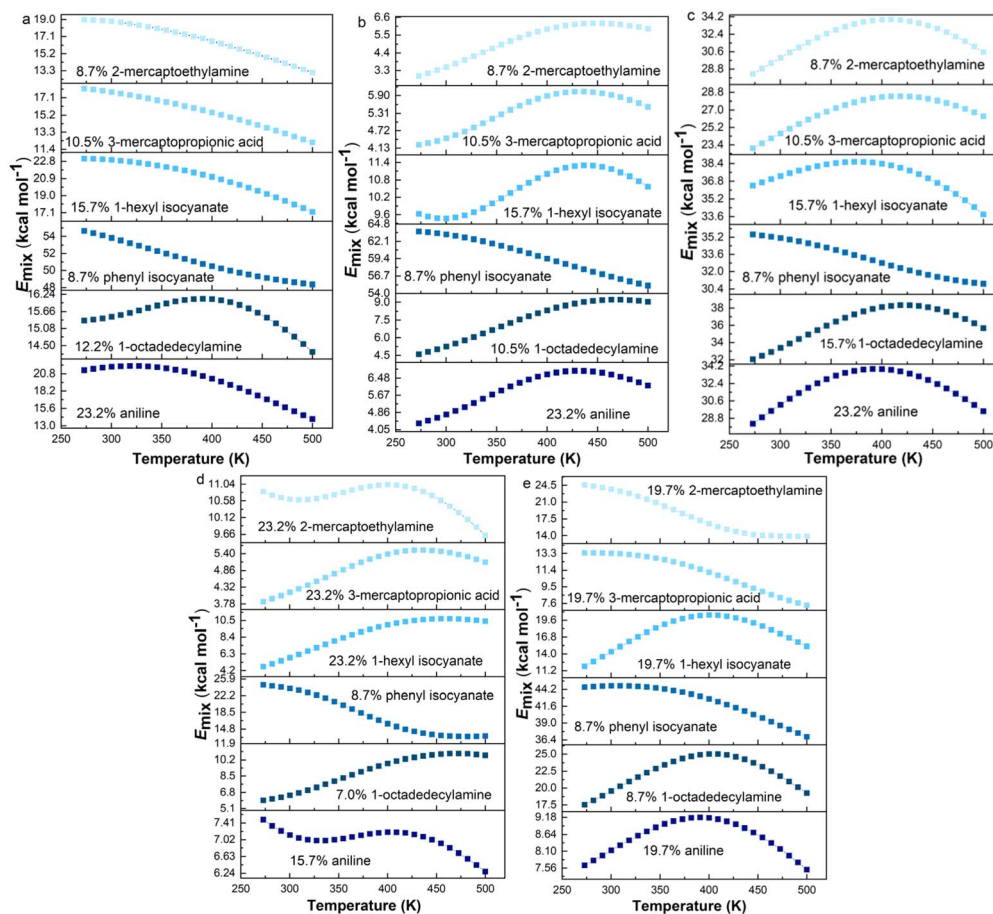 a
19.0
17.1
15.2
13.3
8.7% 2-mercaptoethylamine
17.1
15.2
13.3
11.4
10.5% 3-mercaptopropionic acid
22.8
20.9
19.0
17.1
15.7% 1-hexyl isocyanate
54
52
50
48
8.7% phenyl isocyanate
16.24
15.66
15.08
14.50
12.2% 1-octadedecylamine
20.8
18.2
15.6
13.0
23.2% aniline
Emix (kcal mol-1)
250 300 350 400 450 500
Temperature (K)
b
6.6
5.5
4.4
3.3
8.7% 2-mercaptoethylamine
5.90
5.31
4.72
4.13
10.5% 3-mercaptopropionic acid
11.4
10.8
10.2
9.6
15.7% 1-hexyl isocyanate
64.8
62.1
59.4
56.7
54.0
8.7% phenyl isocyanate
9.0
7.5
6.0
4.5
10.5% 1-octadedecylamine
6.48
5.67
4.86
4.05
23.2% aniline
Emix (kcal mol-1)
250 300 350 400 450 500
Temperature (K)
c
34.2
32.4
30.6
28.8
8.7% 2-mercaptoethylamine
28.8
27.0
25.2
23.4
10.5% 3-mercaptopropionic acid
38.4
36.8
35.2
33.6
15.7% 1-hexyl isocyanate
35.2
33.6
32.0
30.4
8.7% phenyl isocyanate
38
36
34
32
15.7% 1-octadedecylamine
34.2
32.4
30.6
28.8
23.2% aniline
Emix (kcal mol-1)
250 300 350 400 450 500
Temperature (K)
d
11.04
10.58
10.12
9.66
23.2% 2-mercaptoethylamine
5.40
4.86
4.32
3.78
23.2% 3-mercaptopropionic acid
10.5
8.4
6.3
4.2
23.2% 1-hexyl isocyanate
25.9
22.2
18.5
14.8
11.9
8.7% phenyl isocyanate
10.2
8.5
6.8
5.1
7.0% 1-octadedecylamine
7.41
7.02
6.63
6.24
15.7% aniline
Emix (kcal mol-1)
250 300 350 400 450 500
Temperature (K)
e
24.5
21.0
17.5
14.0
19.7% 2-mercaptoethylamine
13.3
11.4
9.5
7.6
19.7% 3-mercaptopropionic acid
19.6
16.8
14.0
11.2
19.7% 1-hexyl isocyanate
44.2
41.6
39.0
36.4
8.7% phenyl isocyanate
25.0
22.5
20.0
17.5
8.7% 1-octadedecylamine
9.18
8.64
8.10
7.56
19.7% aniline
Emix (kcal mol-1)
250 300 350 400 450 500
Temperature (K)